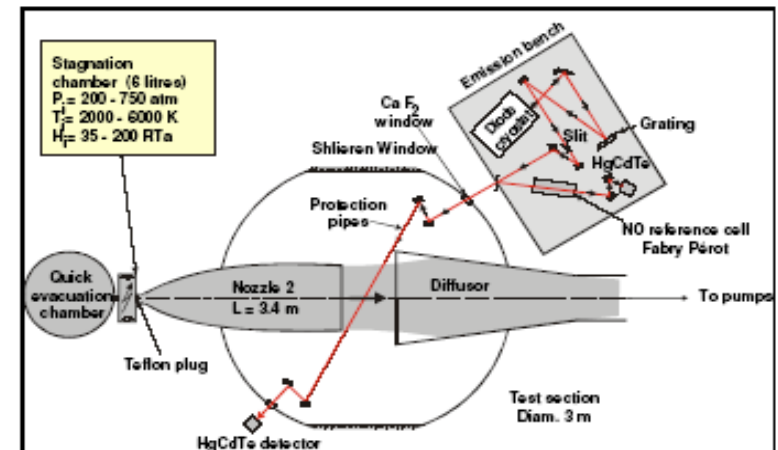 Stagnation
chamber (6 litres)
P = 200 - 750 atm
T = 2000 - 6000 K
H = 35 - 200 RTa
Emission bench
Ca F2
window
Diode
cryostat
Slit
Grating
HgCdTe
Shlieren Window
Protection
pipes
NO reference cell
Fabry Pérot
Quick
evacuation
chamber
Nozzle 2
L = 3.4 m
Diffusor
To pumps
Teflon plug
Test section
Diam. 3 m
HgCdTe detector